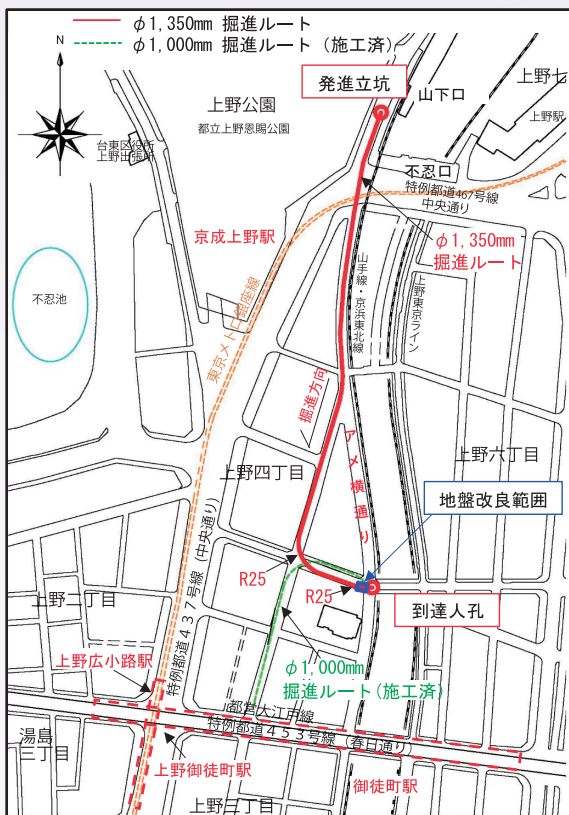 φ1,350mm 掘進ルート
φ1,000mm 掘進ルート（施工済）
N
発進立坑
山下口
上野七
上野駅
上野公園
都立上野恩賜公園
台東区役所
上野出張所
不忍口
特例都道467号線
中央通り
京成上野駅
φ1,350mm
掘進ルート
不忍池
山手線・京浜東北線
上野東京ライン
東京メトロ銀座線
掘進方向
アメ横通り
上野六丁目
上野四丁目
地盤改良範囲
特例都道４３７号線（中央通り）
R25
R25
到達人孔
上野二丁目
φ1,000mm
掘進ルート(施工済)
上野広小路駅
都営大江戸線
特例都道４５３号線（春日通り）
湯島
三丁目
上野御徒町駅
御徒町駅
上野三丁目